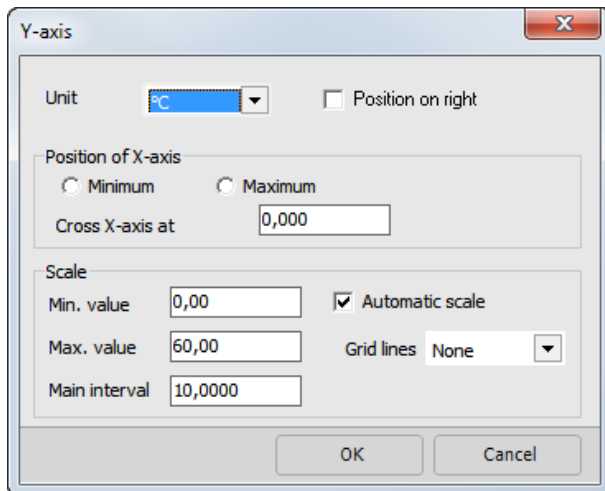 Y-axis
Unit ºC Position on right
Position of X-axis
Minimum Maximum
Cross X-axis at 0,000
Scale
Min. value 0,00 Automatic scale
Max. value 60,00 Grid lines None
Main interval 10,0000
OK Cancel